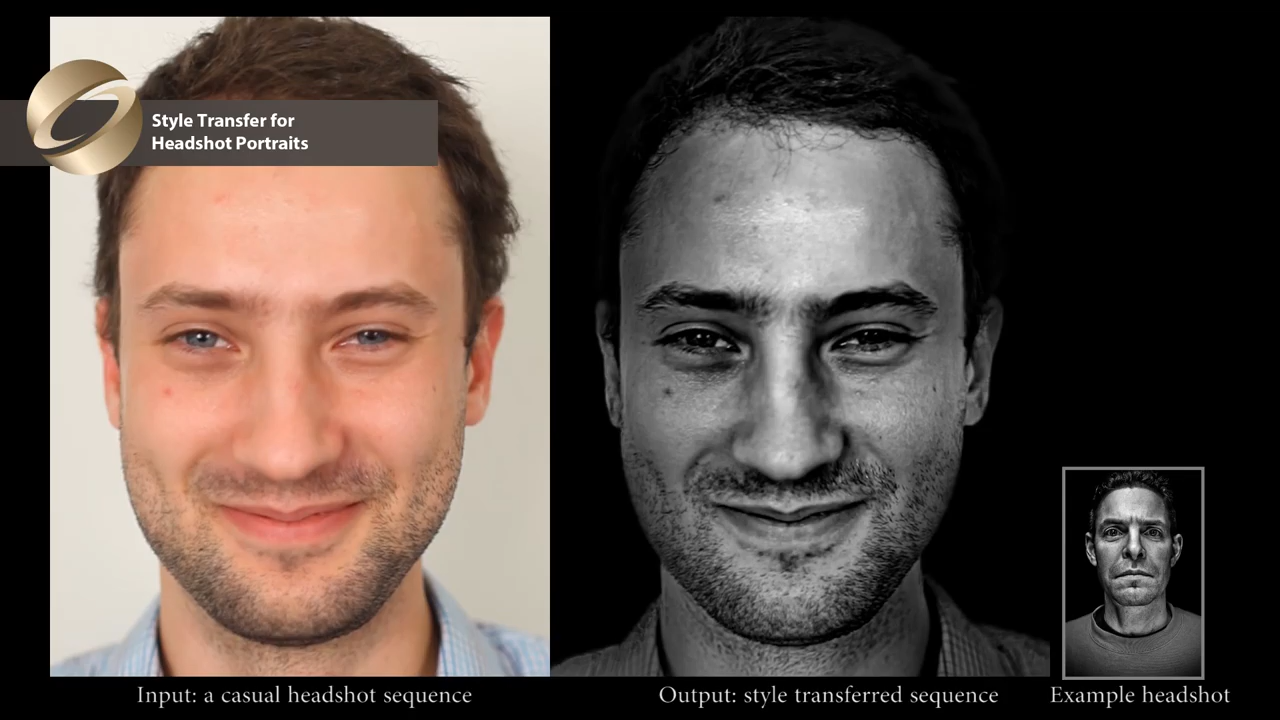 Style Transfer for
Headshot Portraits
Input: a casual headshot sequence
Output: style transferred sequence
Example headshot